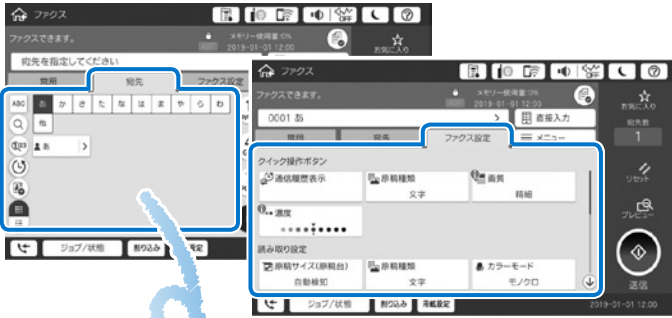 ファクス
OFF
ファクスできます。
メモリー使用量:0%
2019-01-01 12:00
お気に入り
宛先を指定してください
常用
宛先
ファクス設定
ABC
あ
か
さ
た
な
は
ま
や
ら
わ
他
あ
ジョブ/状態
割り込み
ファクス
OFF
ファクスできます。
メモリー使用量:0%
2019-01-01 12:00
お気に入り
0001 あ
直接入力
宛先数
1
常用
宛先
ファクス設定
メニュー
クイック操作ボタン
通信履歴表示
原稿種類
文字
画質
精細
濃度
リセット
プレビュー
読み取り設定
原稿サイズ(原稿台)
自動検知
原稿種類
文字
カラーモード
モノクロ
送信
ジョブ/状態
割り込み
用紙設定
2019-01-01 12:00